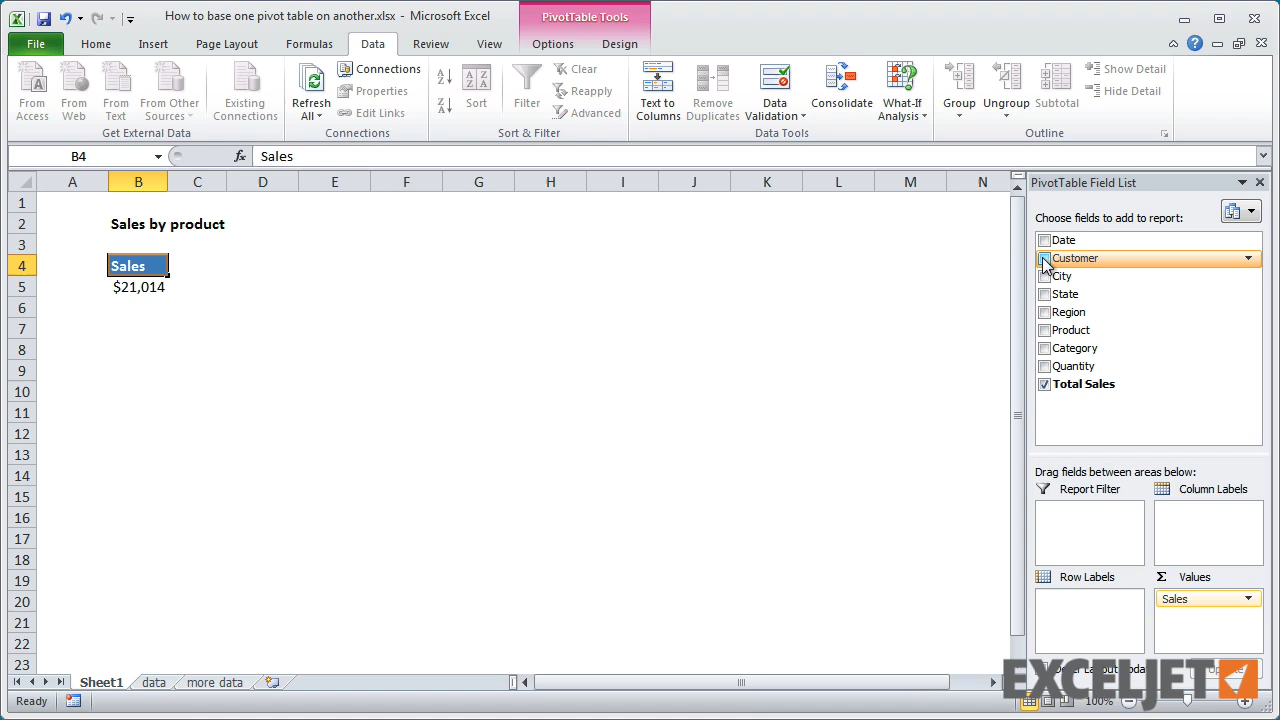 How to base one pivot table on another.xlsx - Microsoft Excel
PivotTable Tools
File Home Insert Page Layout Formulas Data Review View Options Design
From Access
From Web
From Text
From Other Sources
Existing Connections
Get External Data
Refresh All
Connections
Properties
Edit Links
Connections
Sort
Filter
Clear
Reapply
Advanced
Sort & Filter
Text to Columns
Remove Duplicates
Data Validation
Consolidate
What-If Analysis
Data Tools
Group
Ungroup
Subtotal
Show Detail
Hide Detail
Outline
B4 fx Sales
A B C D E F G H I J K L M N
1
2 Sales by product
3
4 Sales
5 $21,014
6
7
8
9
10
11
12
13
14
15
16
17
18
19
20
21
22
23
PivotTable Field List
Choose fields to add to report:
Date
Customer
City
State
Region
Product
Category
Quantity
Total Sales
Drag fields between areas below:
Report Filter
Column Labels
Row Labels
Σ Values
Sales
Sheet1 data more data
EXCELJET
Ready
100%